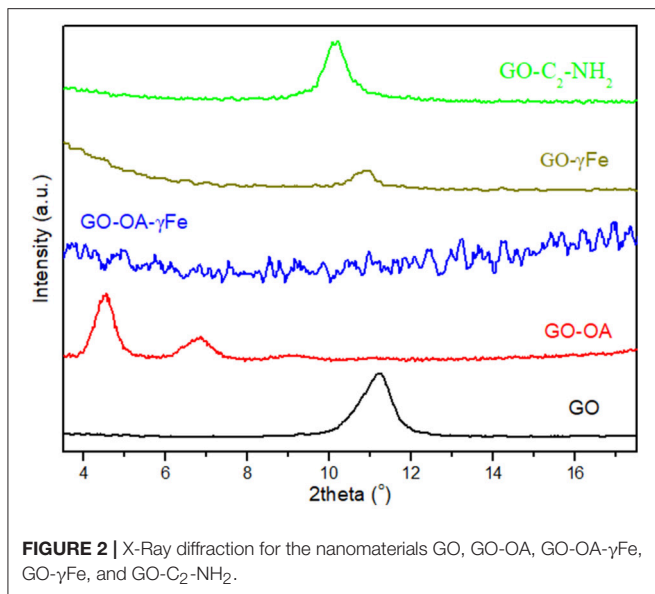 GO-C₂-NH₂
GO-γFe
GO-OA-γFe
GO-OA
GO
Intensity (a.u.)
4 6 8 10 12 14 16
2theta (°)
FIGURE 2 | X-Ray diffraction for the nanomaterials GO, GO-OA, GO-OA-γFe,
GO-γFe, and GO-C₂-NH₂.